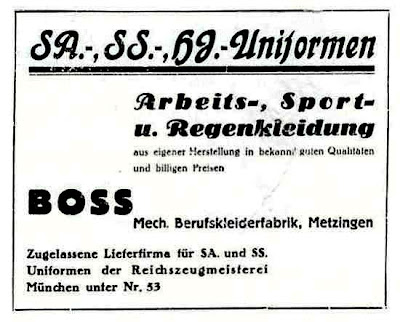 SA.-, SS.-, HJ.-Uniformen
Arbeits-, Sport-
u. Regenkleidung
aus eigener Herstellung in bekannt guten Qualitäten
und billigen Preisen
BOSS
Mech. Berufskleiderfabrik, Metzingen
Zugelassene Lieferfirma für SA. und SS.
Uniformen der Reichszeugmeisterei
München unter Nr. 53